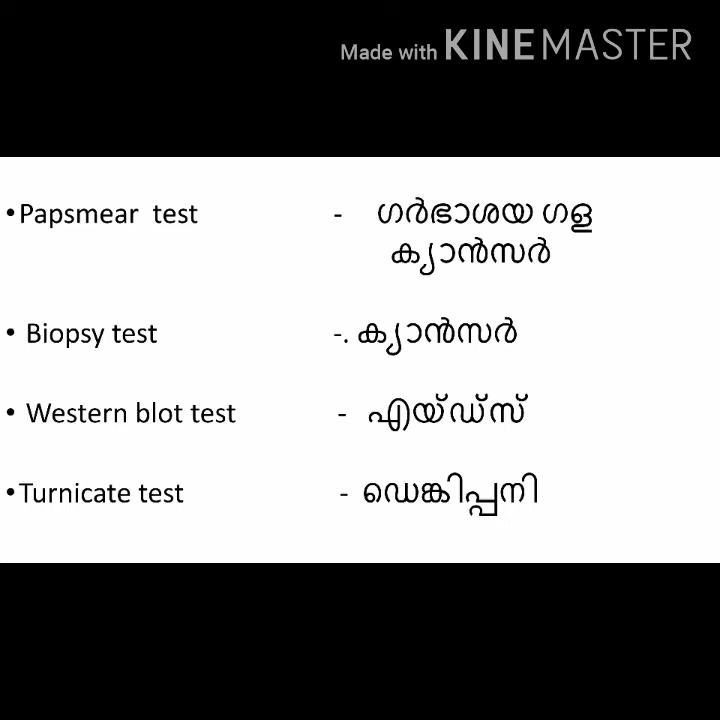 Made with KINEMASTER
•Papsmear test - ഗർഭാശയ ഗള
ക്യാൻസർ
• Biopsy test -. ക്യാൻസർ
• Western blot test - എയ്ഡ്സ്
•Turnicate test - ഡെങ്കിപ്പനി